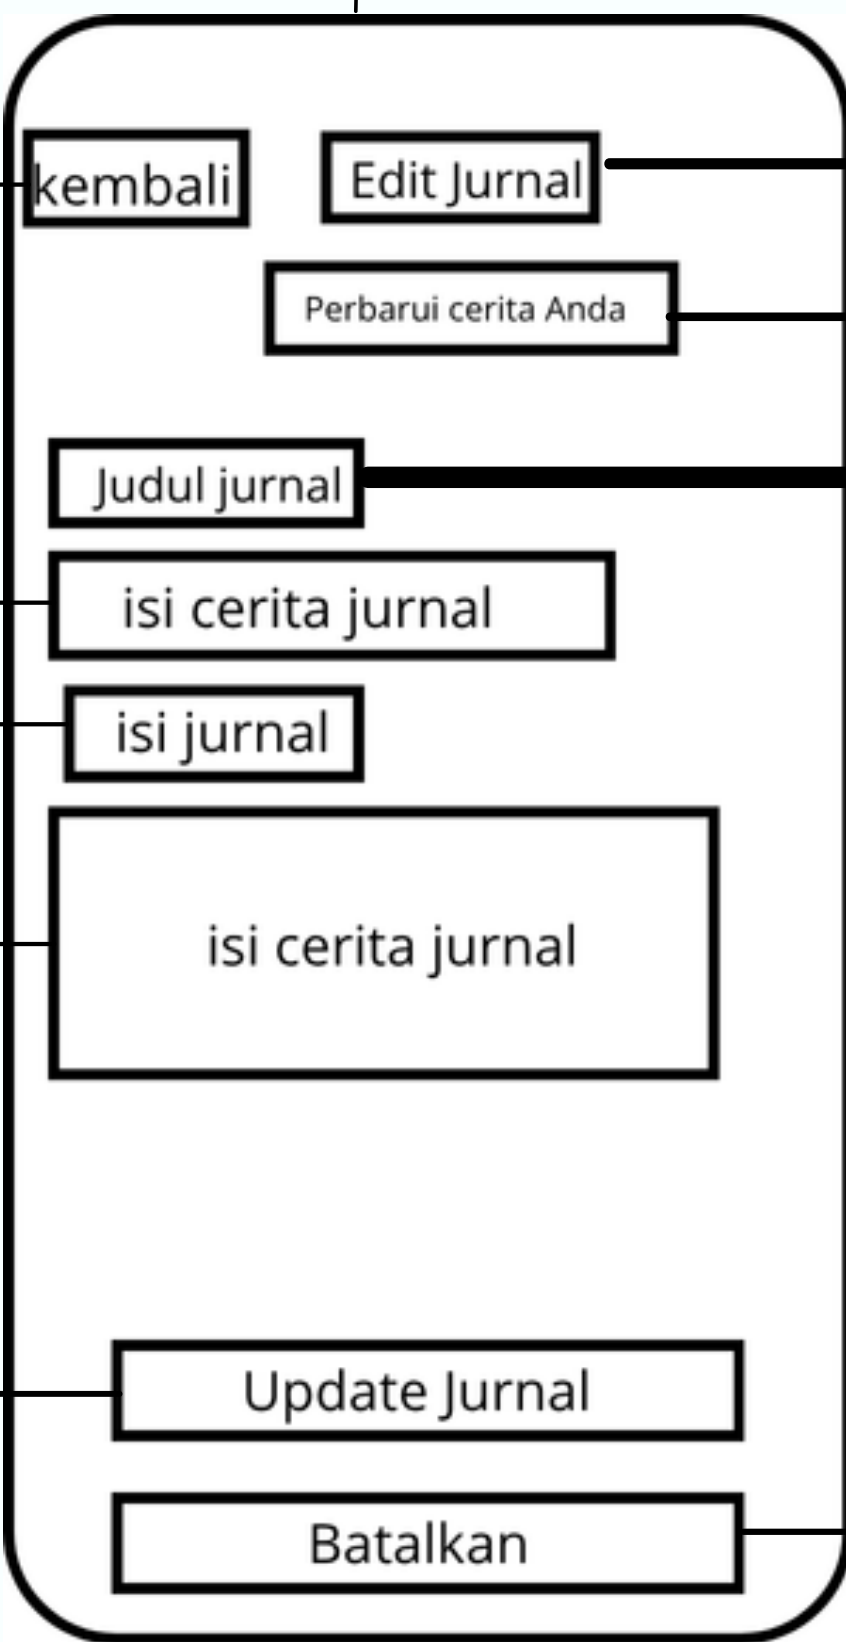 kembali
Edit Jurnal
Perbarui cerita Anda
Judul jurnal
isi cerita jurnal
isi jurnal
isi cerita jurnal
Update Jurnal
Batalkan